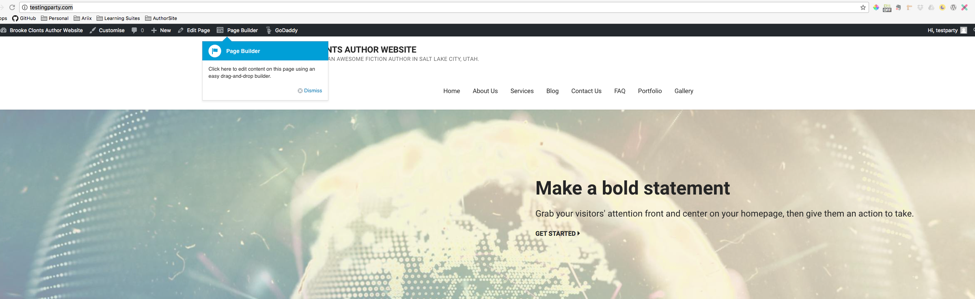 testingparty.com
GitHub Personal Arlix Learning Suites AuthorSite
Brooke Clonts Author Website Customise 0 New Edit Page Page Builder GoDaddy Hi, testparty
Page Builder
Click here to edit content on this page using an
easy drag-and-drop builder.
Dismiss
NTS AUTHOR WEBSITE
AN AWESOME FICTION AUTHOR IN SALT LAKE CITY, UTAH.
Home About Us Services Blog Contact Us FAQ Portfolio Gallery
Make a bold statement
Grab your visitors' attention front and center on your homepage, then give them an action to take.
GET STARTED